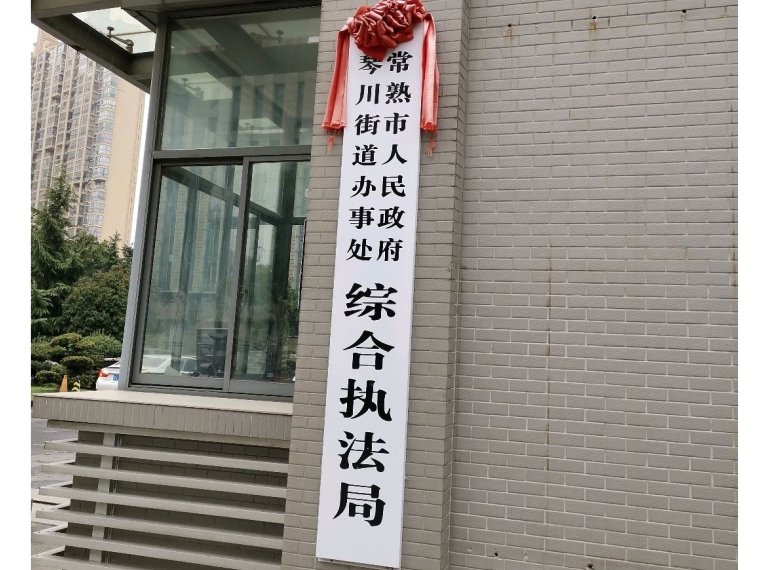 常熟市人民政府
琴川街道办事处
综合执法局